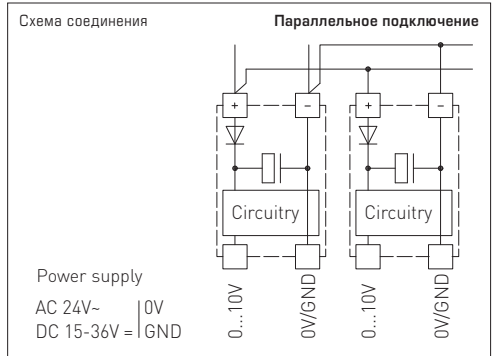 Схема соединения
Параллельное подключение
+ − + −
Circuitry Circuitry
Power supply
AC 24V~ 0V
DC 15-36V = GND
0...10V
0V/GND
0...10V
0V/GND